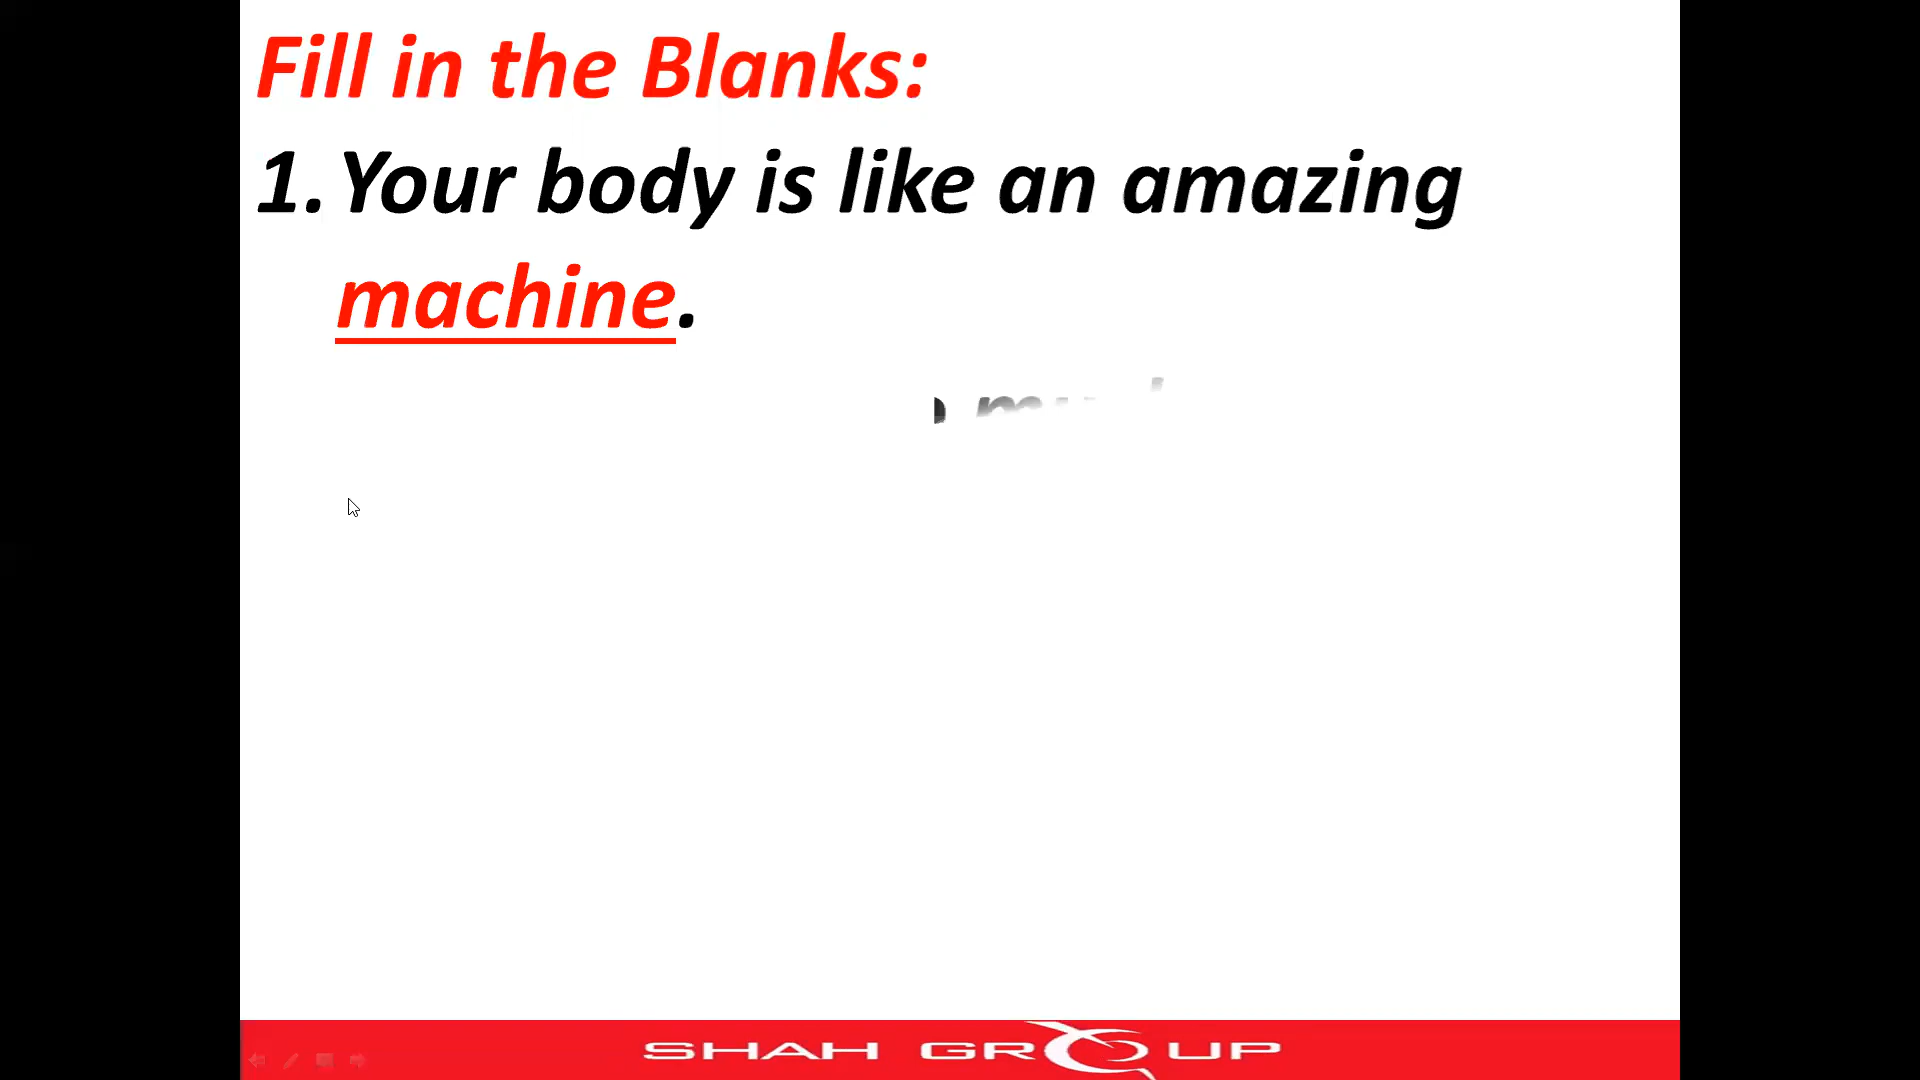 Fill in the Blanks:
1. Your body is like an amazing
machine.
SHAH GROUP